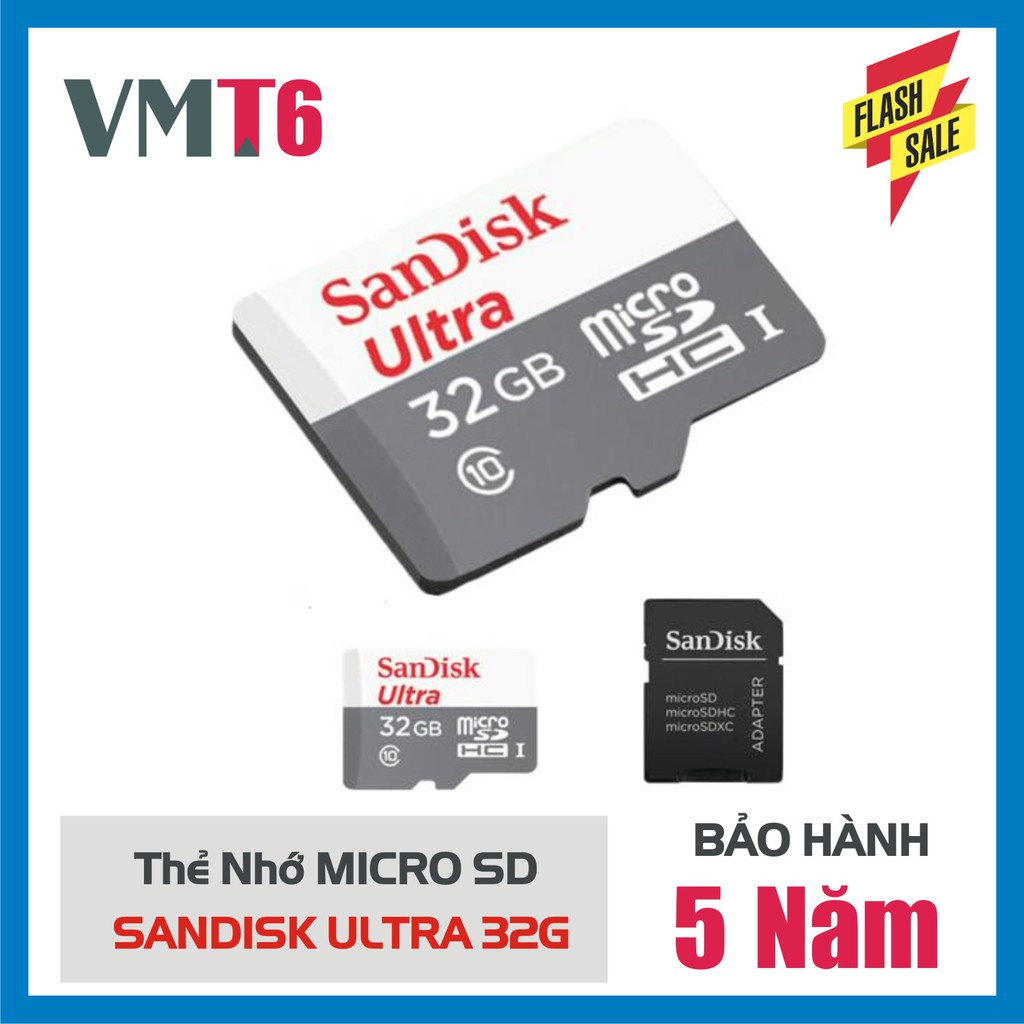 VMT6
FLASH
SALE
SanDisk
Ultra
32GB
micro
SD
HC I
10
SanDisk
Ultra
32GB
micro
SD
HC I
10
SanDisk
microSD
microSDHC
microSDXC
ADAPTER
Thẻ Nhớ MICRO SD
SANDISK ULTRA 32G
BẢO HÀNH
5 Năm